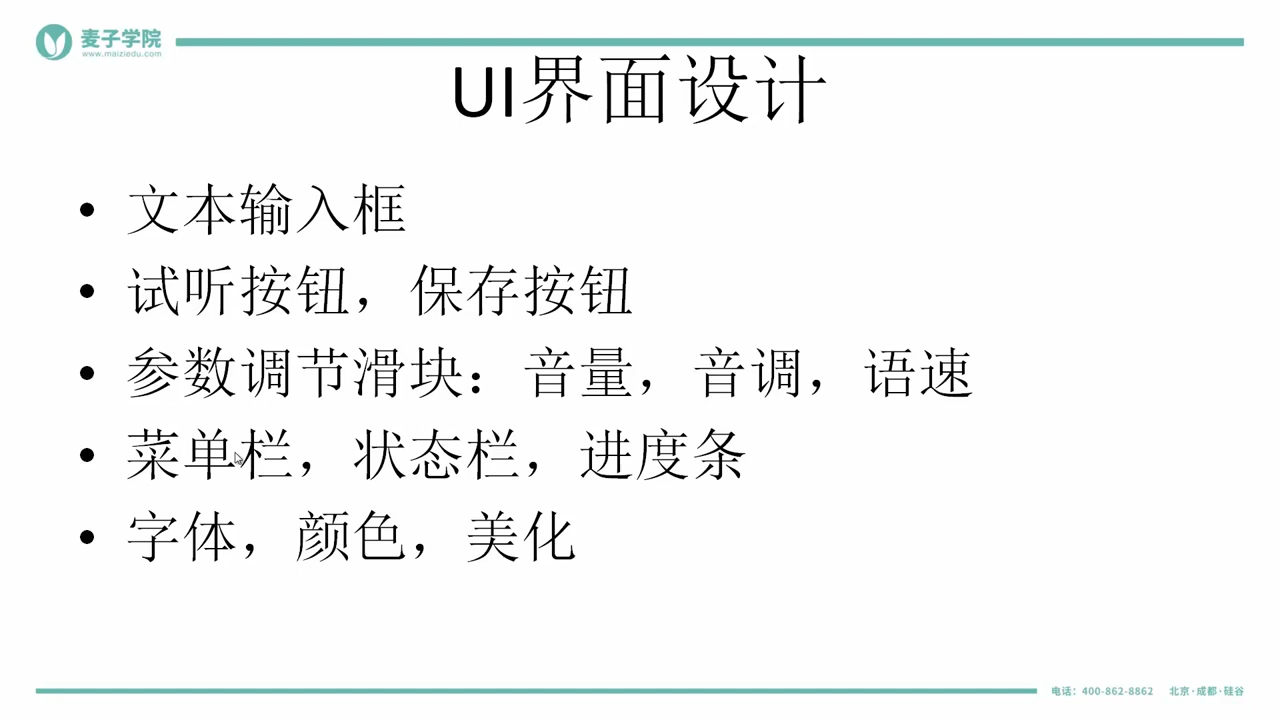 麦子学院
www.maiziedu.com
UI界面设计
• 文本输入框
• 试听按钮，保存按钮
• 参数调节滑块：音量，音调，语速
• 菜单栏，状态栏，进度条
• 字体，颜色，美化
电话：400-862-8862 北京·成都·硅谷